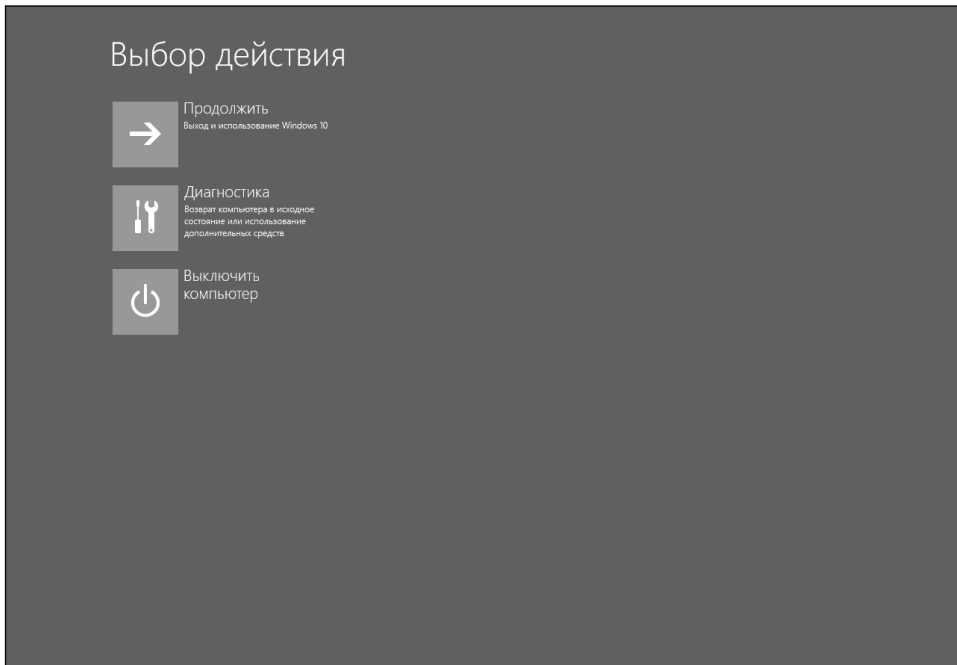 Выбор действия
Продолжить
Выход и использование Windows 10
Диагностика
Возврат компьютера в исходное
состояние или использование
дополнительных средств
Выключить
компьютер